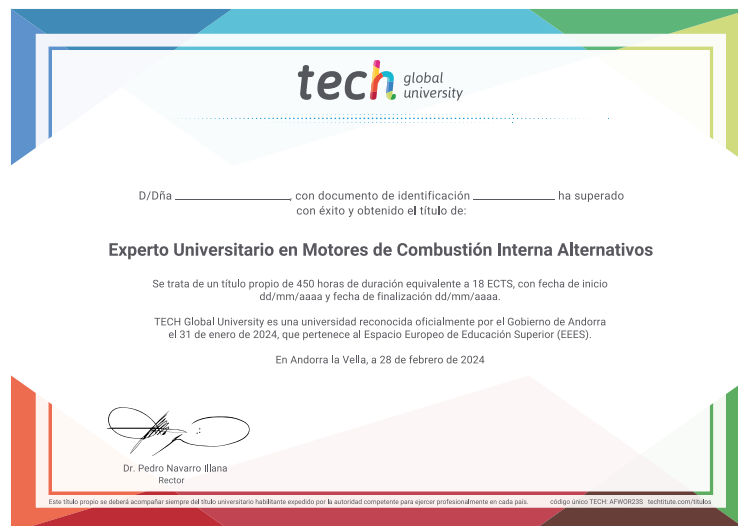 tech global university
D/Dña ____________________, con documento de identificación ______________ ha superado
con éxito y obtenido el título de:
Experto Universitario en Motores de Combustión Interna Alternativos
Se trata de un título propio de 450 horas de duración equivalente a 18 ECTS, con fecha de inicio
dd/mm/aaaa y fecha de finalización dd/mm/aaaa.
TECH Global University es una universidad reconocida oficialmente por el Gobierno de Andorra
el 31 de enero de 2024, que pertenece al Espacio Europeo de Educación Superior (EEES).
En Andorra la Vella, a 28 de febrero de 2024
Dr. Pedro Navarro Illana
Rector
Este título propio se deberá acompañar siempre del título universitario habilitante expedido por la autoridad competente para ejercer profesionalmente en cada país. código único TECH: AFWOR23S techtitute.com/titulos